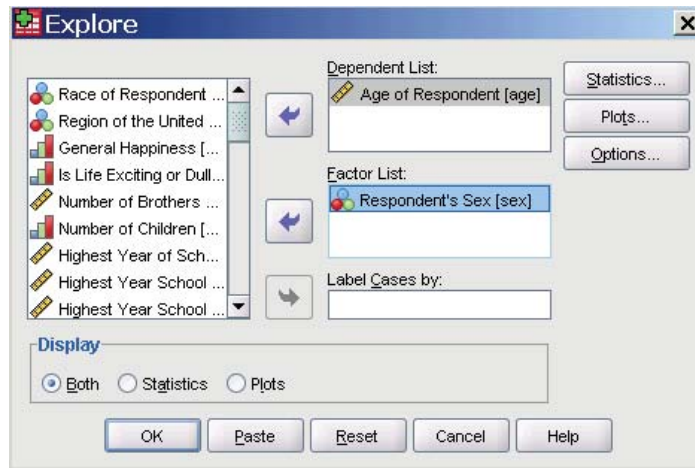 Explore
Race of Respondent ...
Region of the United ...
General Happiness [...
Is Life Exciting or Dull...
Number of Brothers ...
Number of Children [...
Highest Year of Sch...
Highest Year School ...
Highest Year School ...
Dependent List:
Age of Respondent [age]
Factor List:
Respondent's Sex [sex]
Label Cases by:
Statistics...
Plots...
Options...
Display
Both
Statistics
Plots
OK
Paste
Reset
Cancel
Help